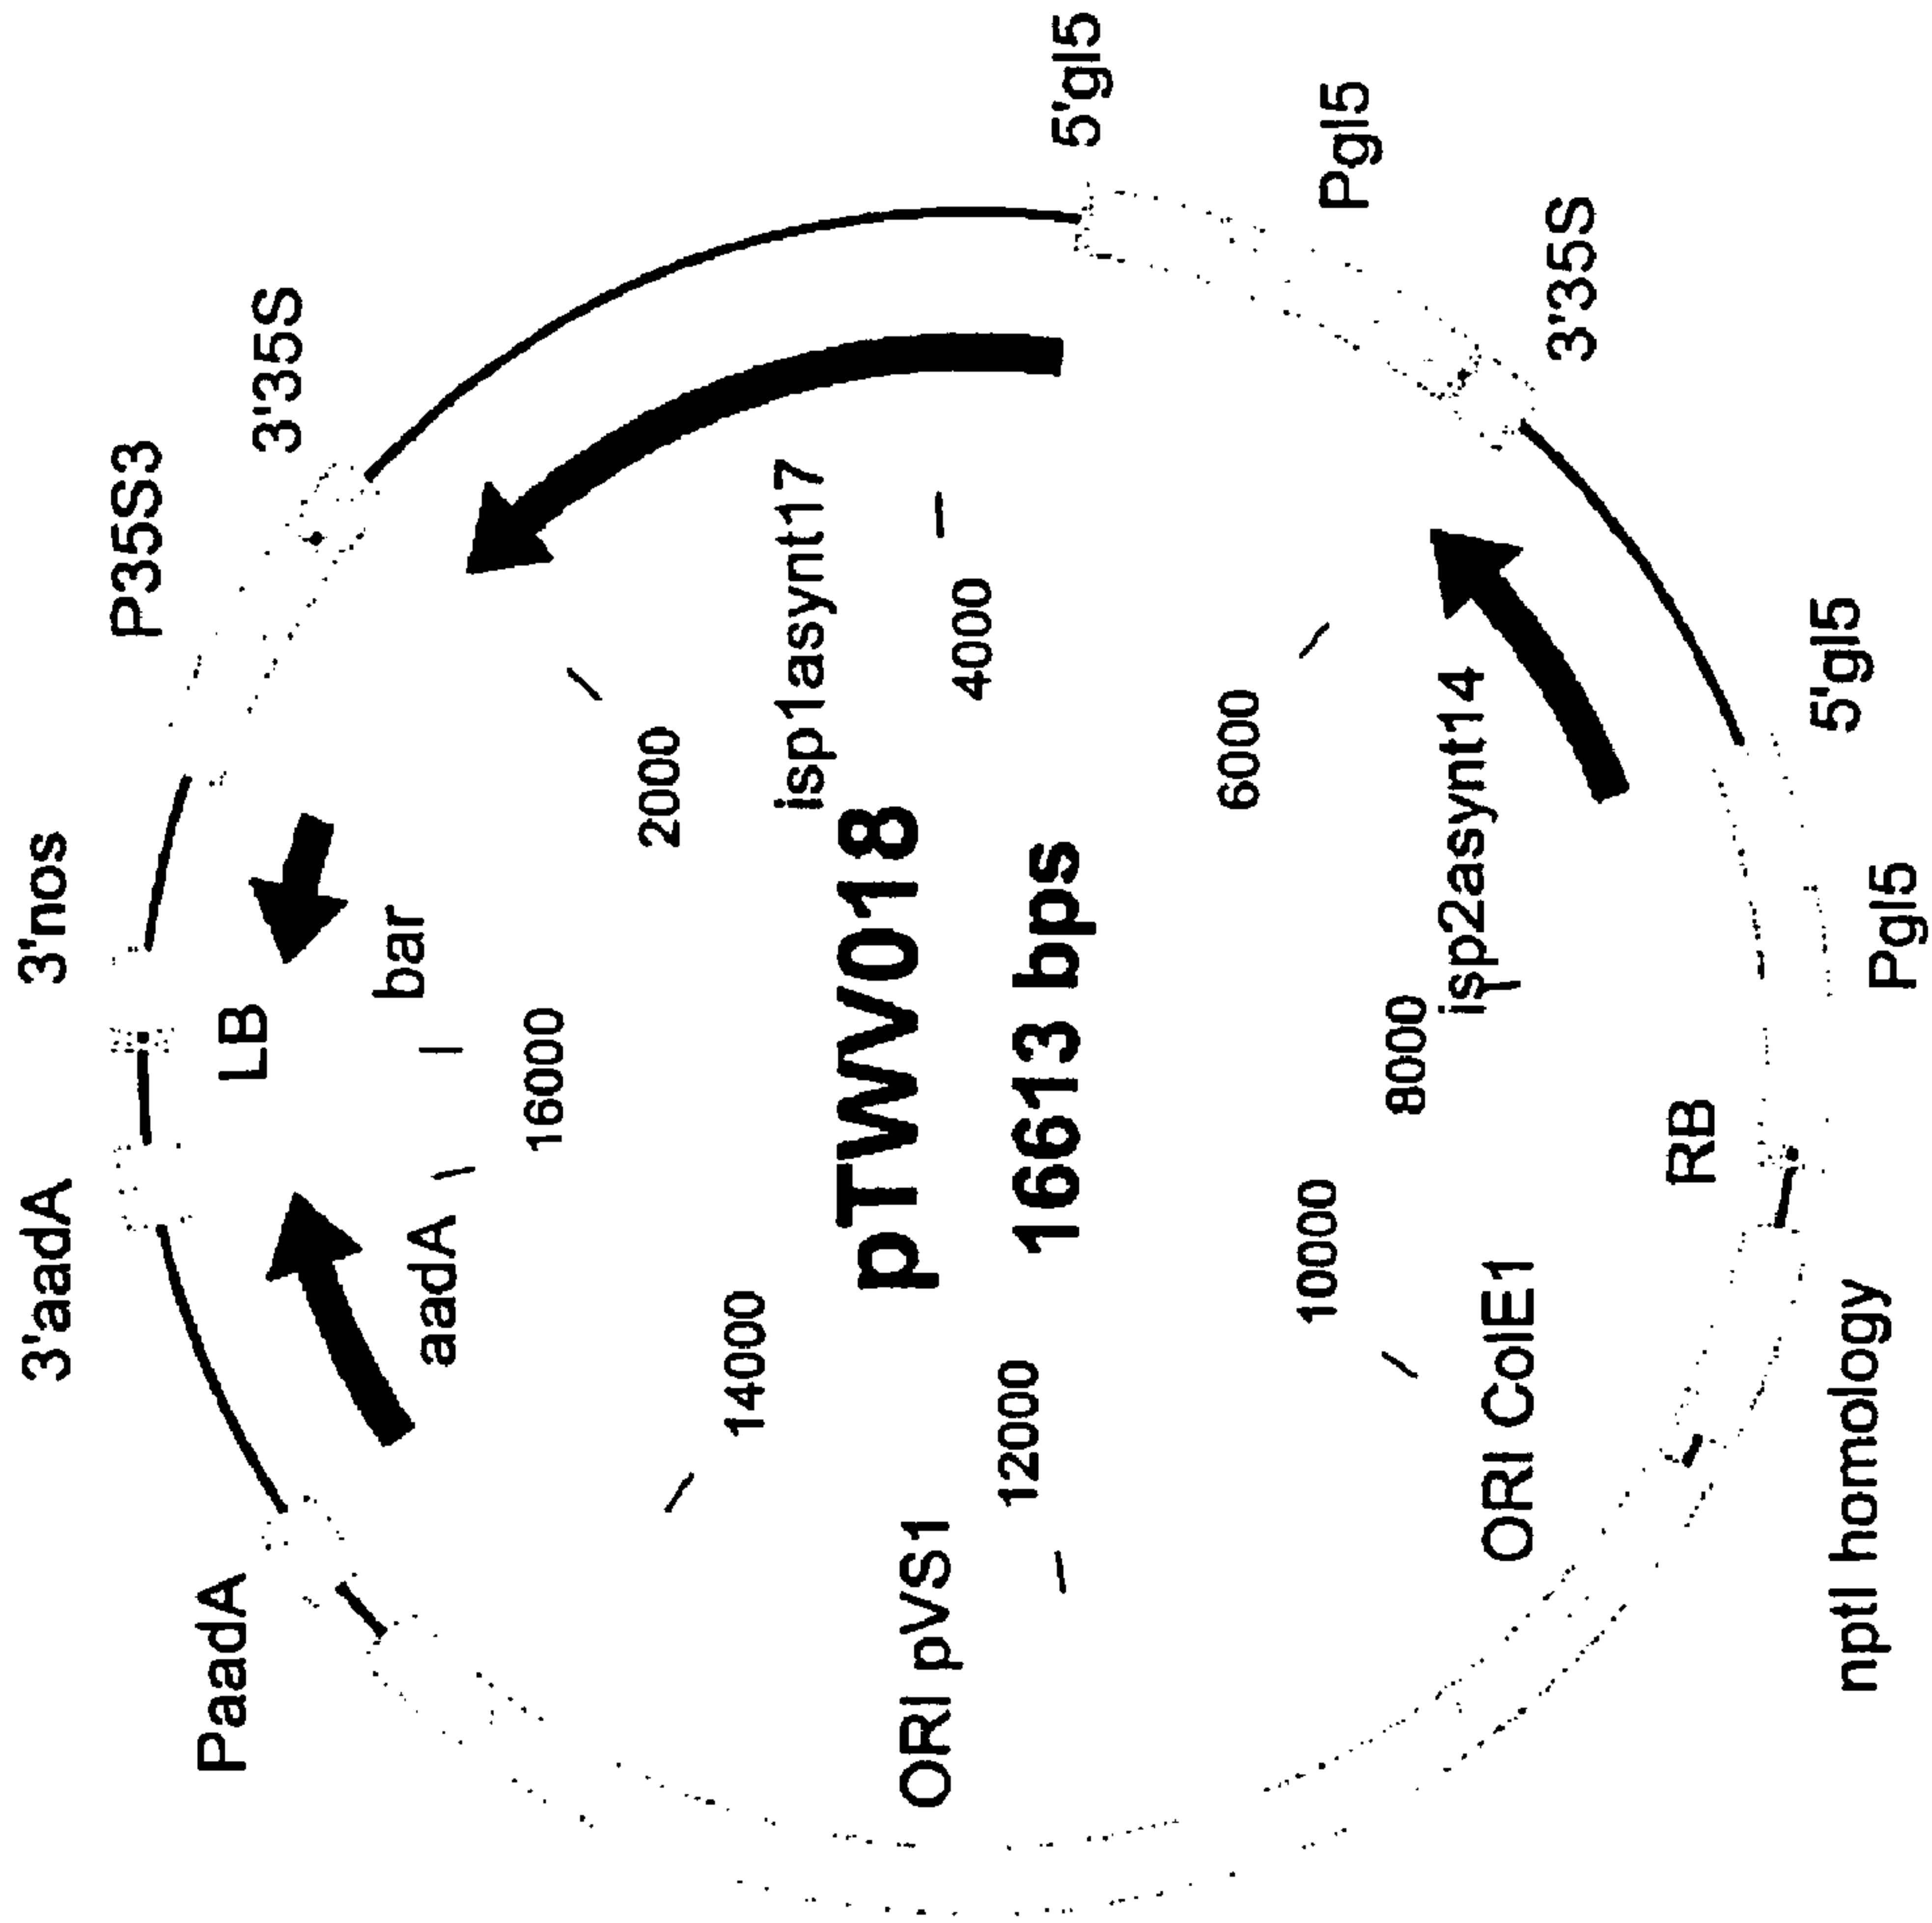 3'nos
3'aadA
LB
P35S3
PaadA
3'35S
bar
aadA
16000
2000
14000
isp1asynt17
pTWV018
ORI pVS1
4000
12000
16613 bps
5'gl5
6000
10000
Pgl5
8000
isp2asynt14
ORI ColE1
3'35S
RB
5'gl5
Pgl5
nptI homology